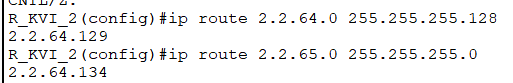 R_KVI_2(config)#ip route 2.2.64.0 255.255.255.128
2.2.64.129
R_KVI_2(config)#ip route 2.2.65.0 255.255.255.0
2.2.64.134